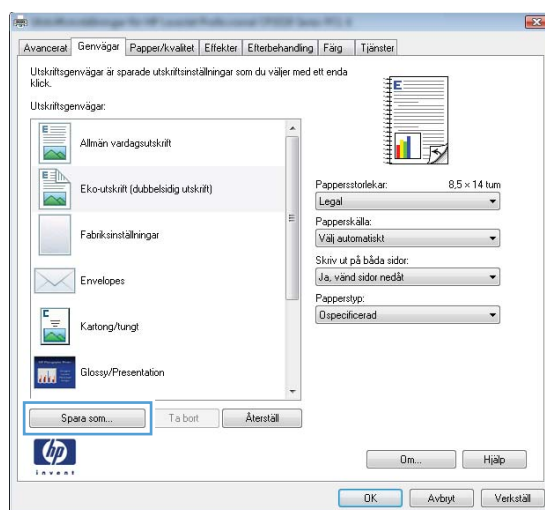 Avancerat Genvägar Papper/kvalitet Effekter Efterbehandling Färg Tjänster
Utskriftsgenvägar är sparade utskriftsinställningar som du väljer med ett enda
klick.
Utskriftsgenvägar:
Allmän vardagsutskrift
Eko-utskrift (dubbelsidig utskrift)
Fabriksinställningar
Envelopes
Kartong/tungt
Glossy/Presentation
Spara som... Ta bort Återställ
E
Pappersstorlekar: 8,5 × 14 tum
Legal
Papperskälla:
Välj automatiskt
Skriv ut på båda sidor:
Ja, vänd sidor nedåt
Papperstyp:
Ospecificerad
hp
invent
Om... Hjälp
OK Avbryt Verkställ